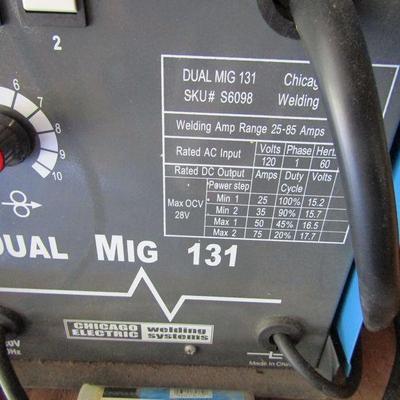 2
DUAL MIG 131
SKU# S6098 Welding
Welding Amp Range 25-85 Amps
Rated AC Input Volts Phase
120 1 60
Rated DC Output Amps Duty Cycle Volts
Power step
Max OCV 28V
Min 1 25 100% 15.2
Min 2 35 90% 15.7
Max 1 50 45% 16.5
Max 2 75 20% 17.7
6
7
8
9
10
DUAL MIG 131
CHICAGO ELECTRIC welding systems
Made in